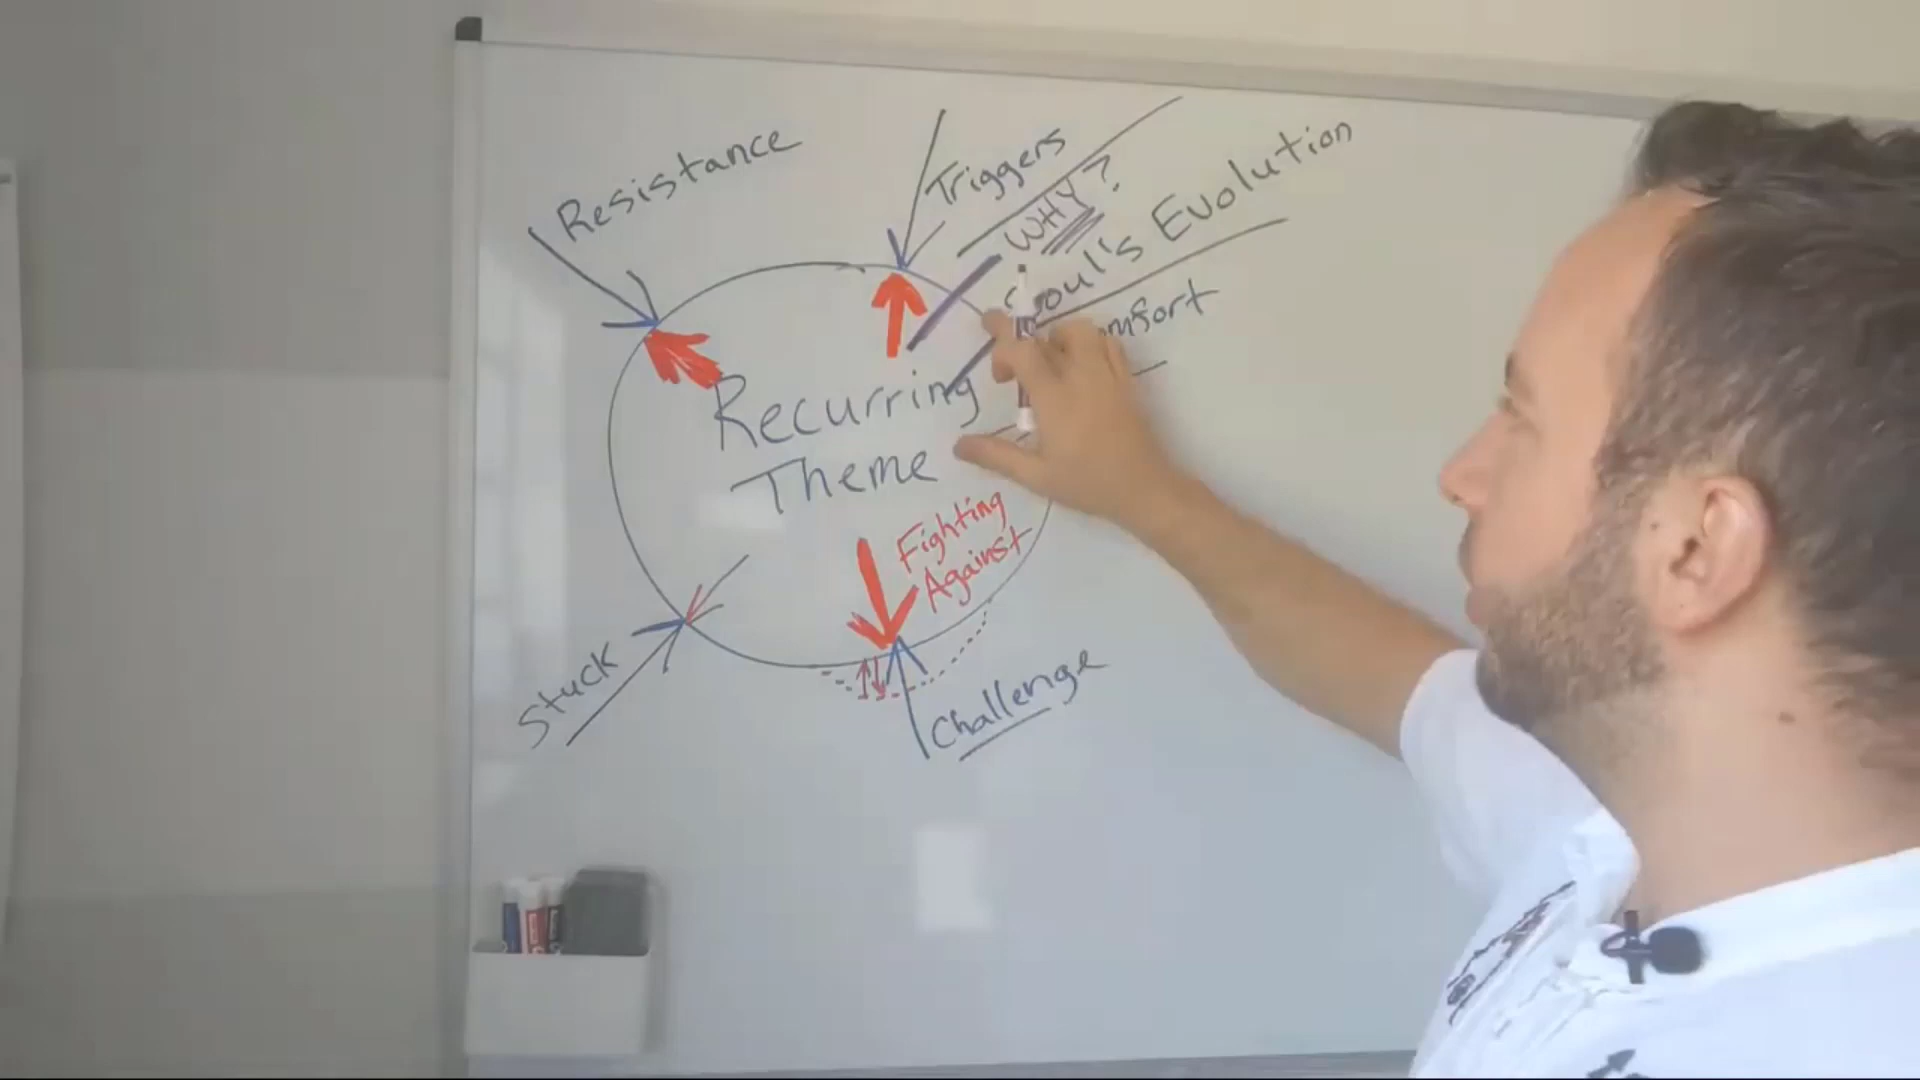 Resistance
Triggers
WHY?
Soul's Evolution
Recurring
Theme
Fighting
Against
Stuck
Challenge